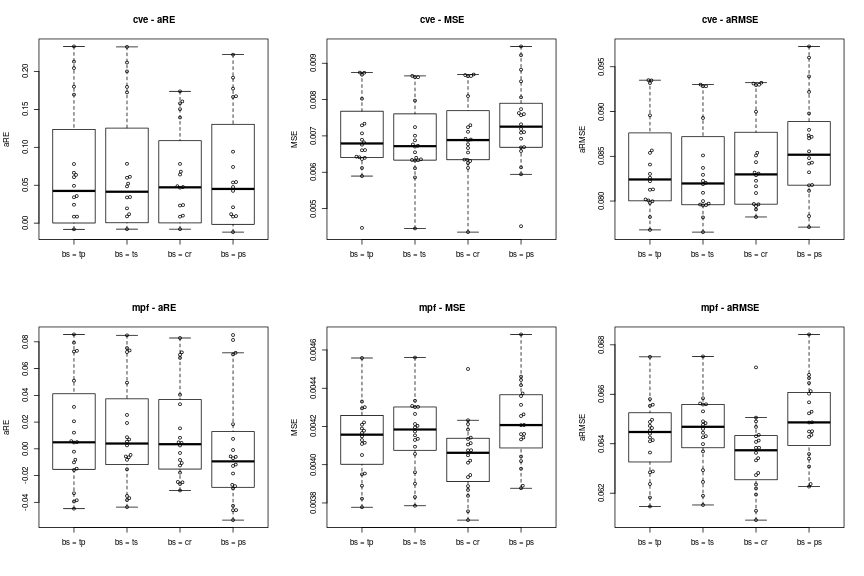 cve - aRE
aRE
0.00
0.05
0.10
0.15
0.20
bs = tp
bs = ts
bs = cr
bs = ps
cve - MSE
MSE
0.005
0.006
0.007
0.008
0.009
bs = tp
bs = ts
bs = cr
bs = ps
cve - aRMSE
aRMSE
0.080
0.085
0.090
0.095
bs = tp
bs = ts
bs = cr
bs = ps
mpf - aRE
aRE
-0.04
-0.02
0.00
0.02
0.04
0.06
0.08
bs = tp
bs = ts
bs = cr
bs = ps
mpf - MSE
MSE
0.0038
0.0040
0.0042
0.0044
0.0046
bs = tp
bs = ts
bs = cr
bs = ps
mpf - aRMSE
aRMSE
0.062
0.064
0.066
0.068
bs = tp
bs = ts
bs = cr
bs = ps